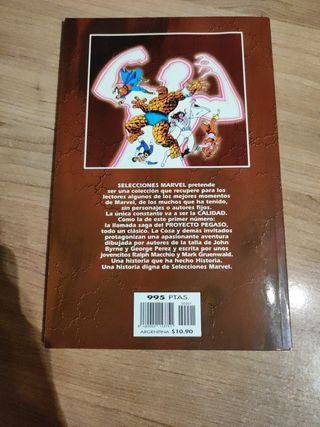 SELECCIONES MARVEL pretende
ser una colección que recupere para los
lectores algunos de los mejores momentos
de Marvel, de los muchos que ha tenido,
sin personajes o autores fijos.
La única constante va a ser la CALIDAD.
Como la de este primer número:
la llamada saga del PROYECTO PEGASO,
todo un clásico. La Cosa y demás invitados
protagonizan una apasionante aventura
dibujada por autores de la talla de John
Byrne y George Perez y escrita por unos
jovencitos Ralph Macchio y Mark Gruenwald.
Una historia que ha hecho Historia.
Una historia digna de Selecciones Marvel.
995 PTAS.
ARGENTINA $10,90